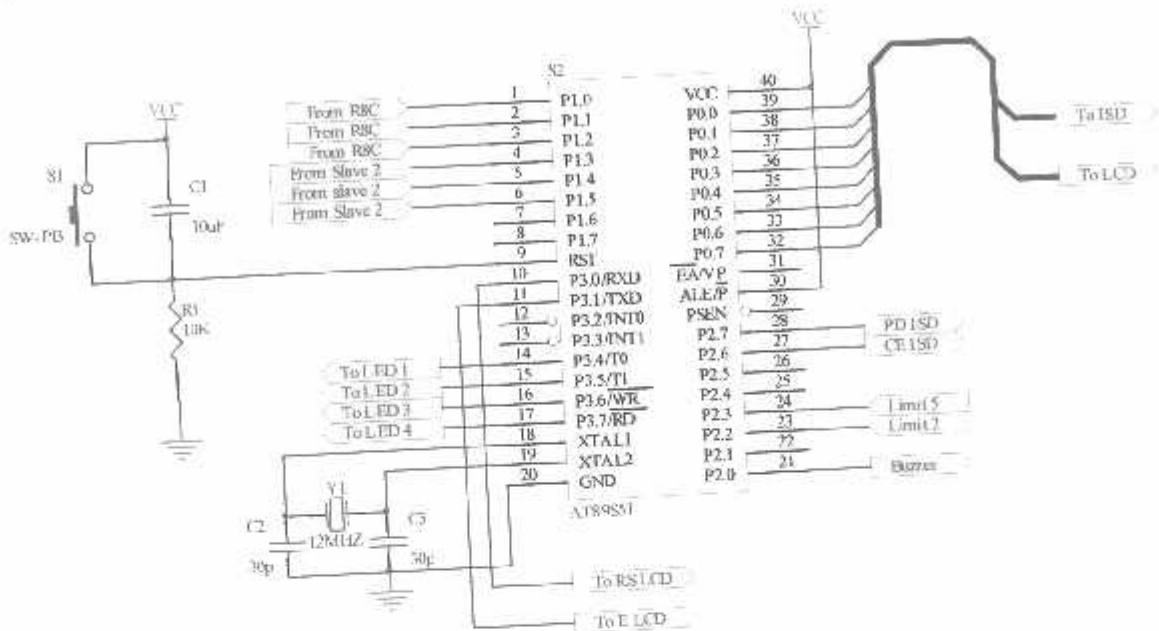 VCC
S2
VCC
S1
SW-PB
C1
10uF
R1
10K
From R8C
From R8C
From R8C
From Slave 2
From slave 2
From Slave 2
1
2
3
4
5
6
7
8
9
10
11
12
13
14
15
16
17
18
19
20
P1.0
P1.1
P1.2
P1.3
P1.4
P1.5
P1.6
P1.7
RST
P3.0/RXD
P3.1/TXD
P3.2/INT0
P3.3/INT1
P3.4/T0
P3.5/T1
P3.6/WR
P3.7/RD
XTAL1
XTAL2
GND
VCC
P0.0
P0.1
P0.2
P0.3
P0.4
P0.5
P0.6
P0.7
EA/VP
ALE/P
PSEN
P2.7
P2.6
P2.5
P2.4
P2.3
P2.2
P2.1
P2.0
40
39
38
37
36
35
34
33
32
31
30
29
28
27
26
25
24
23
22
21
To ISD
To LCD
PD ISD
CE ISD
Limit 5
Limit 2
Buzzer
To LED 1
To LED 2
To LED 3
To LED 4
AT89S51
Y1
12MHZ
C2
30p
30p
To RS LCD
To E LCD